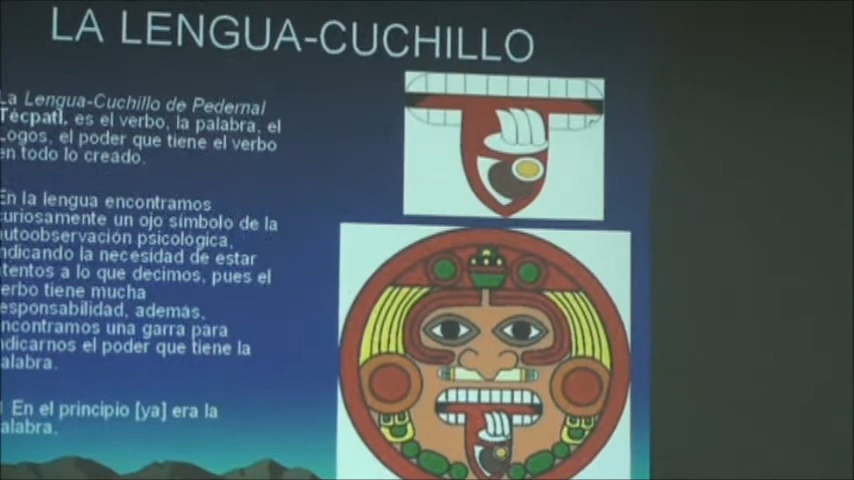 LA LENGUA-CUCHILLO
La Lengua-Cuchillo de Pedernal
Técpatl, es el verbo, la palabra, el
Logos, el poder que tiene el verbo
en todo lo creado.
En la lengua encontramos
curiosamente un ojo símbolo de la
autoobservación psicológica,
indicando la necesidad de estar
atentos a lo que decimos, pues el
verbo tiene mucha
responsabilidad, además,
encontramos una garra para
indicarnos el poder que tiene la
palabra.
En el principio [ya] era la
palabra.